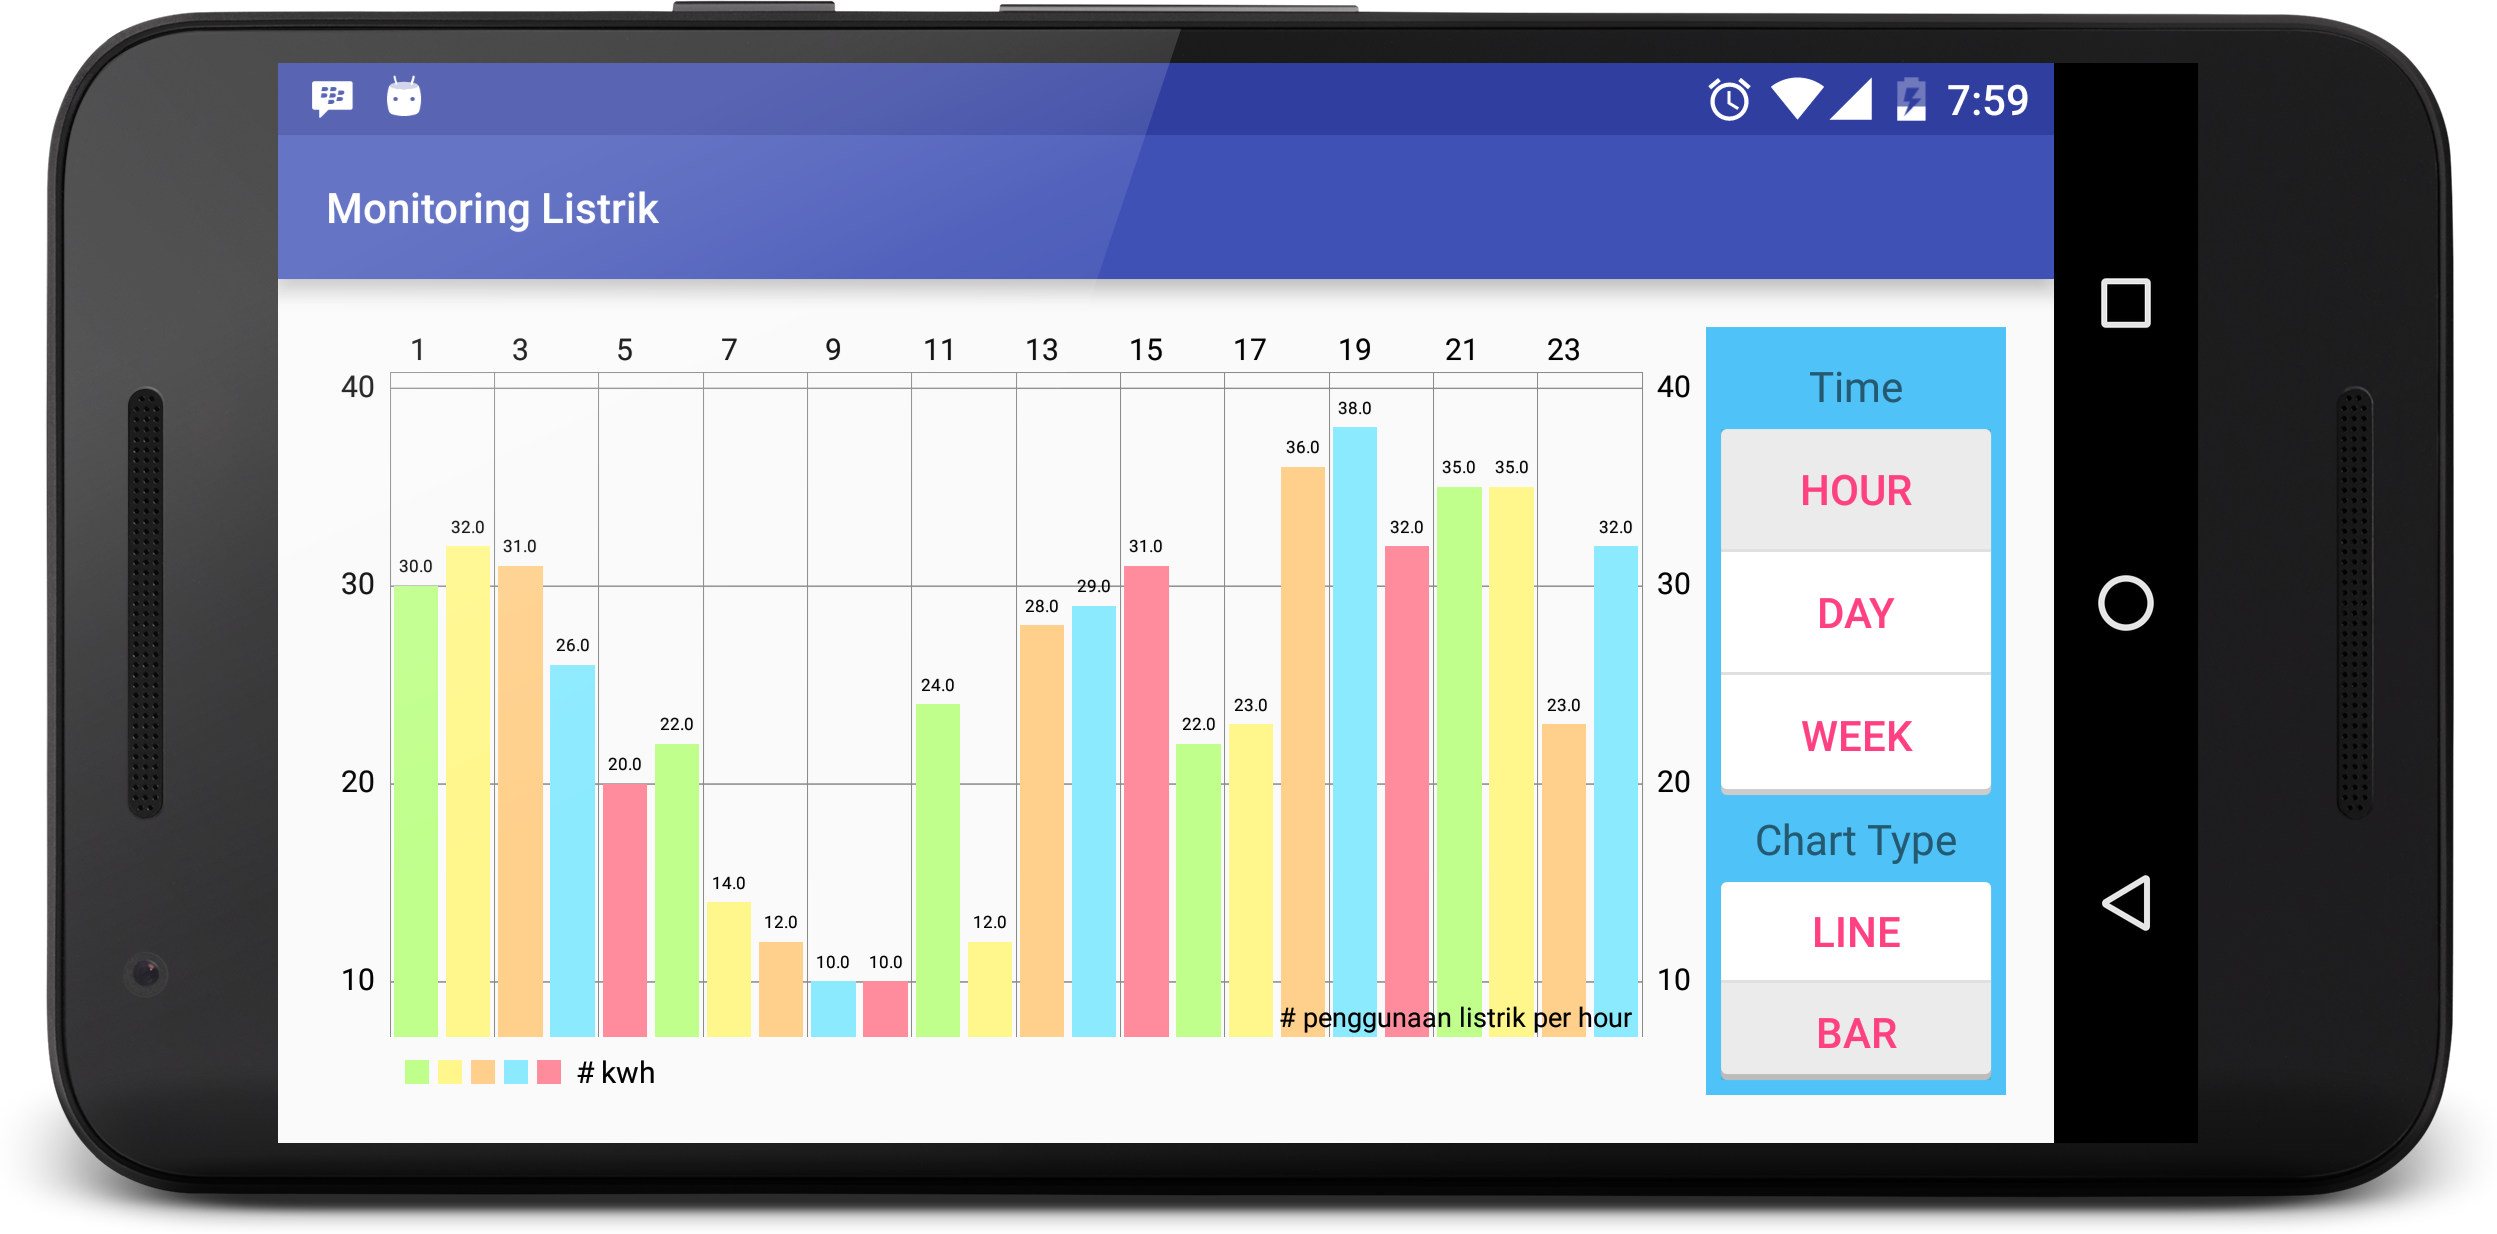 7:59
Monitoring Listrik
1 3 5 7 9 11 13 15 17 19 21 23
40 40
38.0
36.0
35.0 35.0
32.0 32.0 32.0
31.0 31.0
30.0
30 29.0 30
28.0
26.0
24.0
22.0 22.0
23.0 23.0
20.0
20 20
14.0
12.0 12.0
10.0 10.0
10 10
# penggunaan listrik per hour
# kwh
Time
HOUR
DAY
WEEK
Chart Type
LINE
BAR